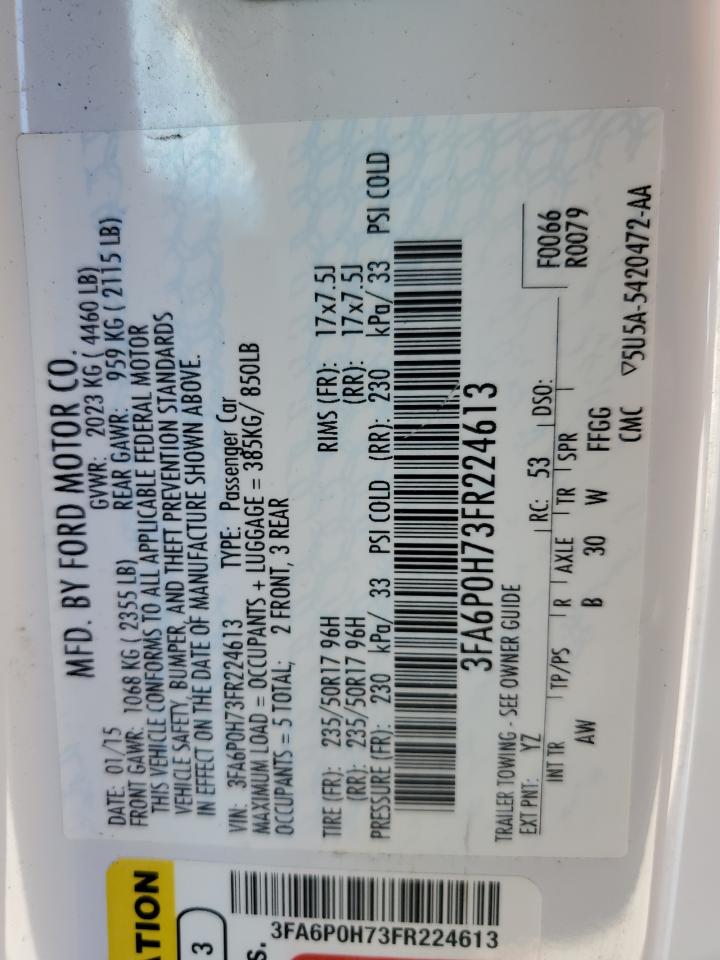 MFD. BY FORD MOTOR CO.
DATE: 01/15 GVWR: 2023 KG ( 4460 LB)
FRONT GAWR: 1068 KG ( 2355 LB) REAR GAWR: 959 KG ( 2115 LB)
THIS VEHICLE CONFORMS TO ALL APPLICABLE FEDERAL MOTOR
VEHICLE SAFETY, BUMPER, AND THEFT PREVENTION STANDARDS
IN EFFECT ON THE DATE OF MANUFACTURE SHOWN ABOVE.
VIN: 3FA6P0H73FR224613 TYPE: Passenger Car
MAXIMUM LOAD = OCCUPANTS + LUGGAGE = 385KG/ 850LB
OCCUPANTS = 5 TOTAL; 2 FRONT, 3 REAR
TIRE (FR): 235/50R17 96H RIMS (FR): 17x7.5J
(RR): 235/50R17 96H (RR): 17x7.5J
PRESSURE (FR): 230 kPa/ 33 PSI COLD (RR): 230 kPa/ 33 PSI COLD
3FA6P0H73FR224613
TRAILER TOWING - SEE OWNER GUIDE
EXT PNT: YZ RC: 53 DSO: F0066
R0079
INT TR TP/PS R AXLE TR SPR
AW B 30 W FFGG
CMC ▽5U5A-5420472-AA
ATION
3
S.
3FA6P0H73FR224613